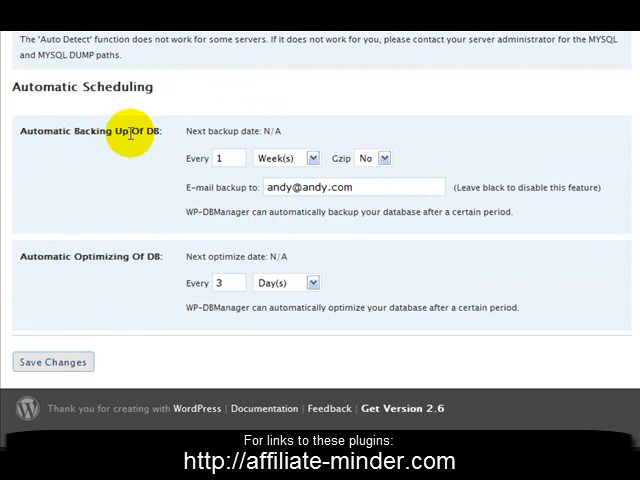 The 'Auto Detect' function does not work for some servers. If it does not work for you, please contact your server administrator for the MYSQL
and MYSQL DUMP paths.
Automatic Scheduling
Automatic Backing Up Of DB:
Next backup date: N/A
Every 1 Week(s) Gzip No
E-mail backup to: andy@andy.com (Leave black to disable this feature)
WP-DBManager can automatically backup your database after a certain period.
Automatic Optimizing Of DB:
Next optimize date: N/A
Every 3 Day(s)
WP-DBManager can automatically optimize your database after a certain period.
Save Changes
Thank you for creating with WordPress | Documentation | Feedback | Get Version 2.6
For links to these plugins:
http://affiliate-minder.com